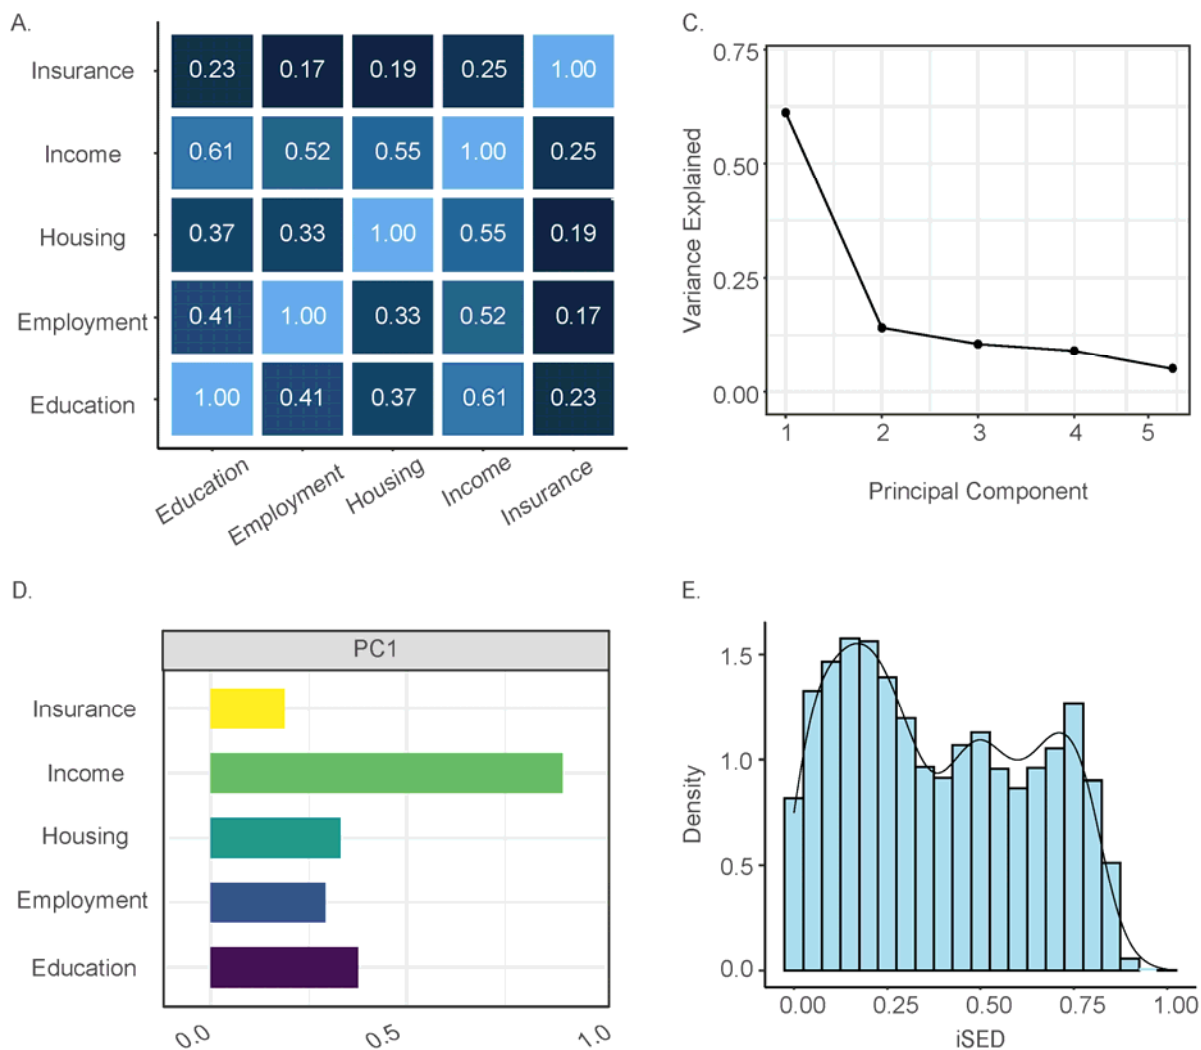 A.
Insurance 0.23 0.17 0.19 0.25 1.00
Income 0.61 0.52 0.55 1.00 0.25
Housing 0.37 0.33 1.00 0.55 0.19
Employment 0.41 1.00 0.33 0.52 0.17
Education 1.00 0.41 0.37 0.61 0.23
Education Employment Housing Income Insurance
C.
0.75
0.50
0.25
0.00
Variance Explained
1 2 3 4 5
Principal Component
D.
PC1
Insurance
Income
Housing
Employment
Education
0.0 0.5 1.0
E.
1.5
1.0
0.5
0.0
Density
0.00 0.25 0.50 0.75 1.00
iSED